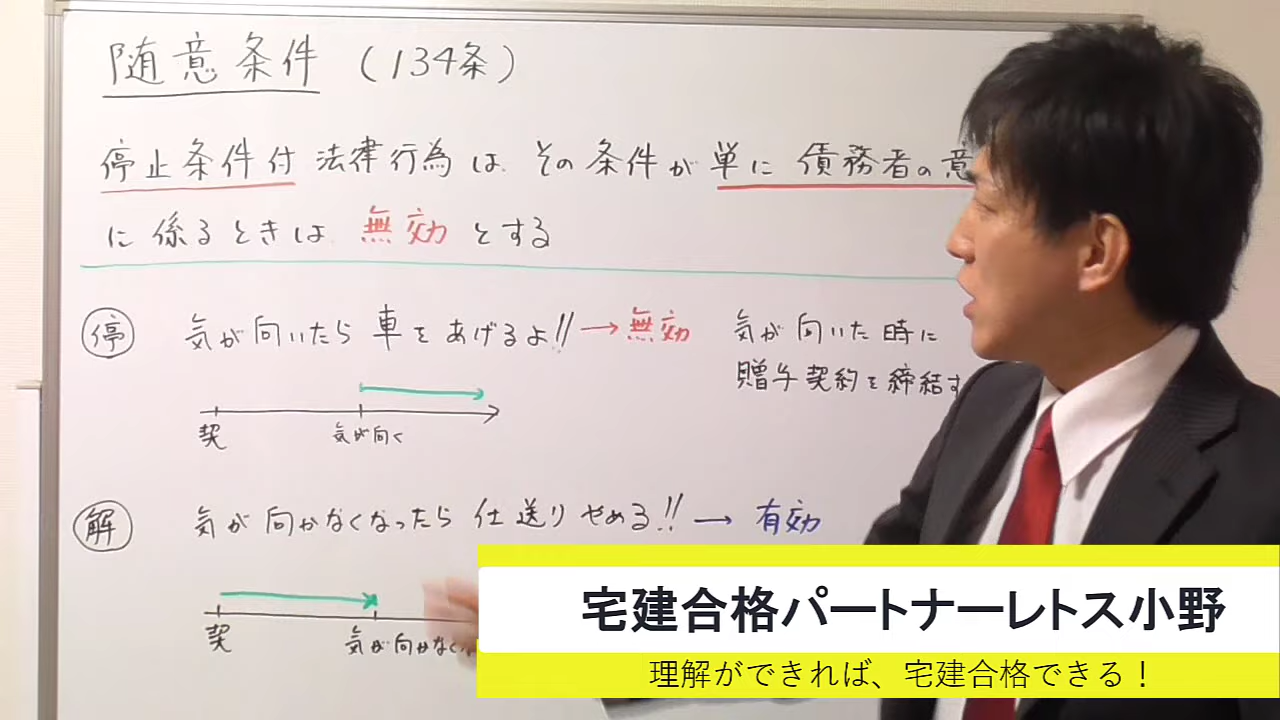 随意条件 (134条)
停止条件付 法律行為は、その条件が単に 債務者の意
に係るときは 無効 とする
停 気が向いたら 車をあげるよ!! → 無効
気が向いた時に
贈与契約を締結す
契 気が向く
解 気が向かなくなったら 仕送りやめる!! → 有効
契 気が向かなく
宅建合格パートナーレトス小野
理解ができれば、宅建合格できる！